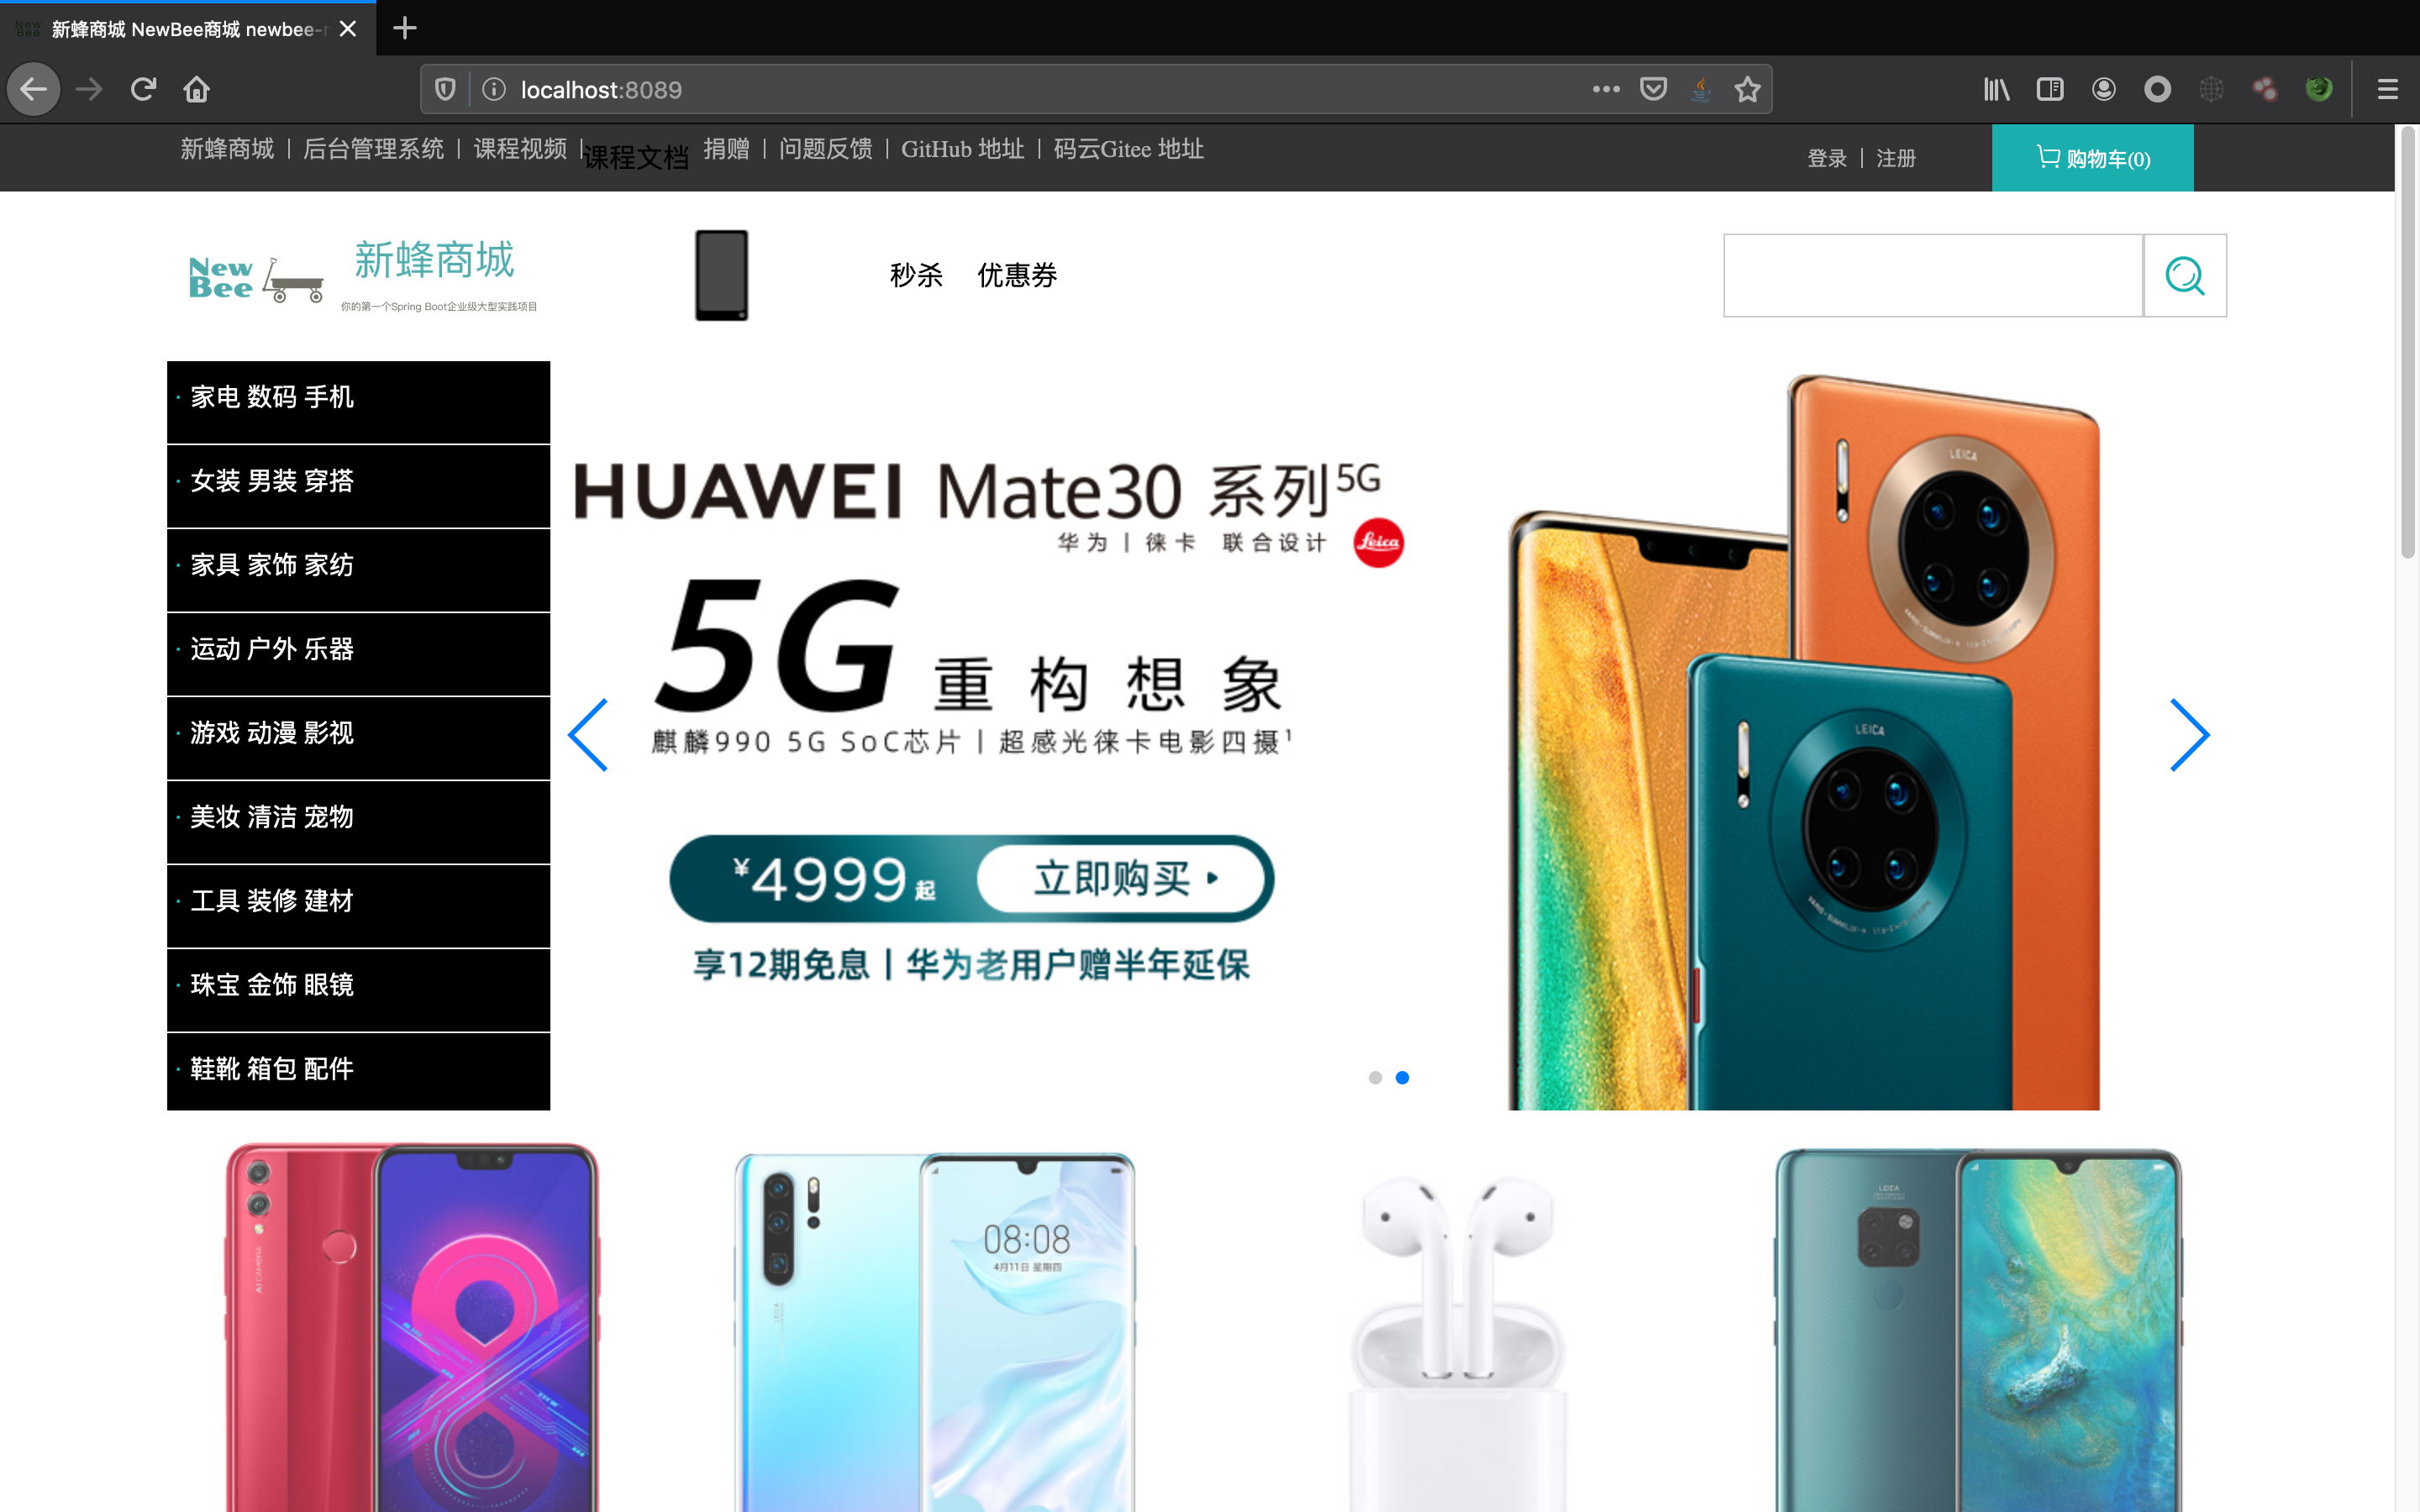 新蜂商城 NewBee商城 newbee-
localhost:8089
新蜂商城 | 后台管理系统 | 课程视频 | 课程文档 捐赠 | 问题反馈 | GitHub 地址 | 码云Gitee 地址
登录 | 注册
购物车(0)
New
Bee
新蜂商城
你的第一个Spring Boot企业级大型实践项目
秒杀 优惠券
· 家电 数码 手机
· 女装 男装 穿搭
· 家具 家饰 家纺
· 运动 户外 乐器
· 游戏 动漫 影视
· 美妆 清洁 宠物
· 工具 装修 建材
· 珠宝 金饰 眼镜
· 鞋靴 箱包 配件
HUAWEI Mate30 系列 5G
华为 | 徕卡 联合设计
Leica
5G 重构想象
麒麟990 5G SoC芯片 | 超感光徕卡电影四摄¹
¥4999起 立即购买
享12期免息 | 华为老用户赠半年延保
LEICA
LEICA
AI CAMERA
LEICA
08:08
4月11日 星期四
LEICA